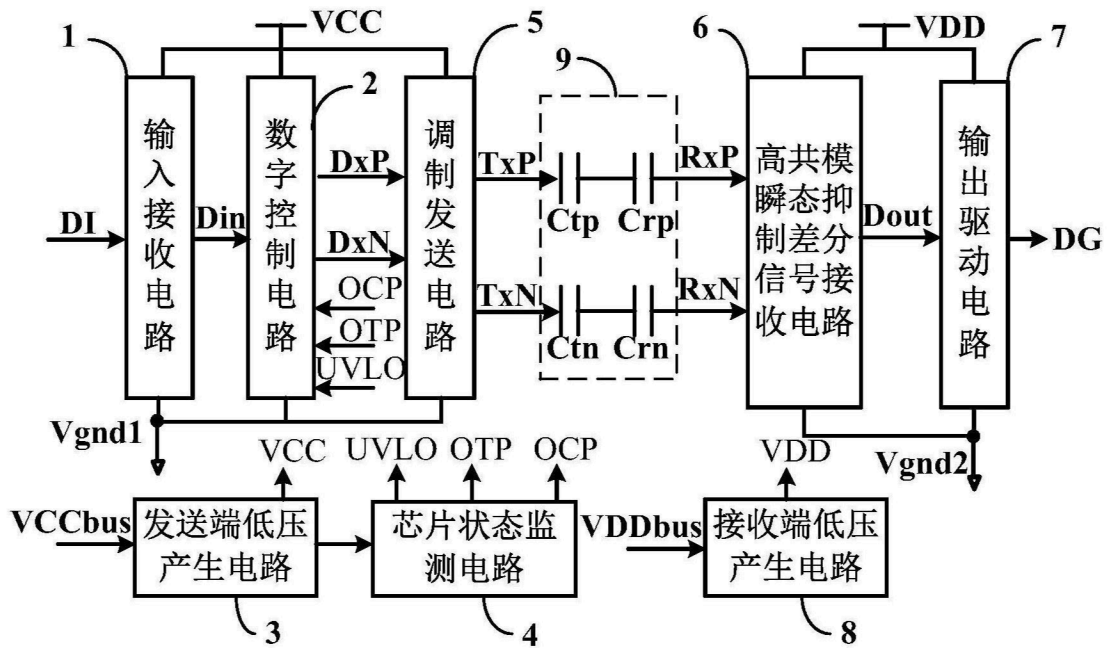 VCC
VDD
1
5
6
7
9
2
输入接收电路
数字控制电路
调制发送电路
高共模瞬态抑制差分信号接收电路
输出驱动电路
DI
Din
DxP
DxN
OCP
OTP
UVLO
TxP
TxN
Ctp
Crp
Ctn
Crn
RxP
RxN
Dout
DG
Vgnd1
Vgnd2
VCC
UVLO
OTP
OCP
VDD
VCCbus
发送端低压
产生电路
芯片状态监
测电路
VDDbus
接收端低压
产生电路
3
4
8